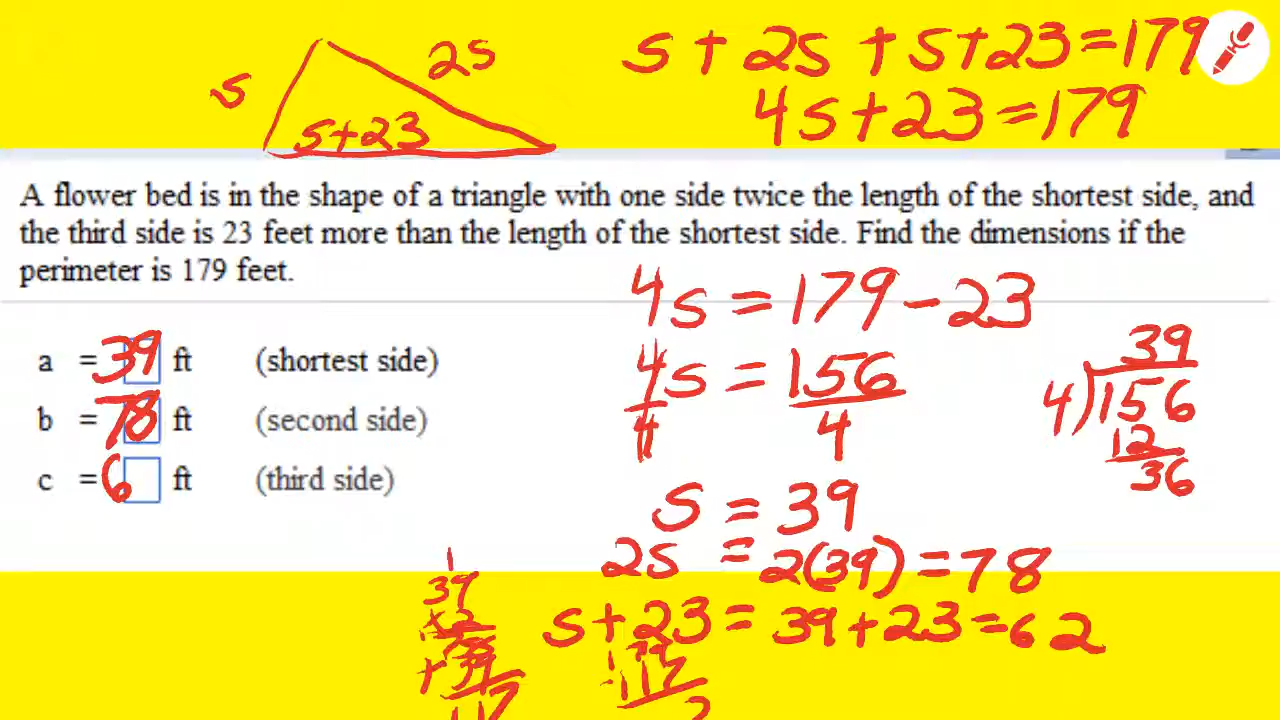 2s
s
s+23
s + 2s + s+23=179
4s+23=179
A flower bed is in the shape of a triangle with one side twice the length of the shortest side, and
the third side is 23 feet more than the length of the shortest side. Find the dimensions if the
perimeter is 179 feet.
4s = 179-23
a = 39 ft (shortest side)
b = 78 ft (second side)
c = 6 ft (third side)
4s = 156
4 4
39
4)156
12
36
s = 39
2s = 2(39) = 78
s+23 = 39+23=62
1
39
×2